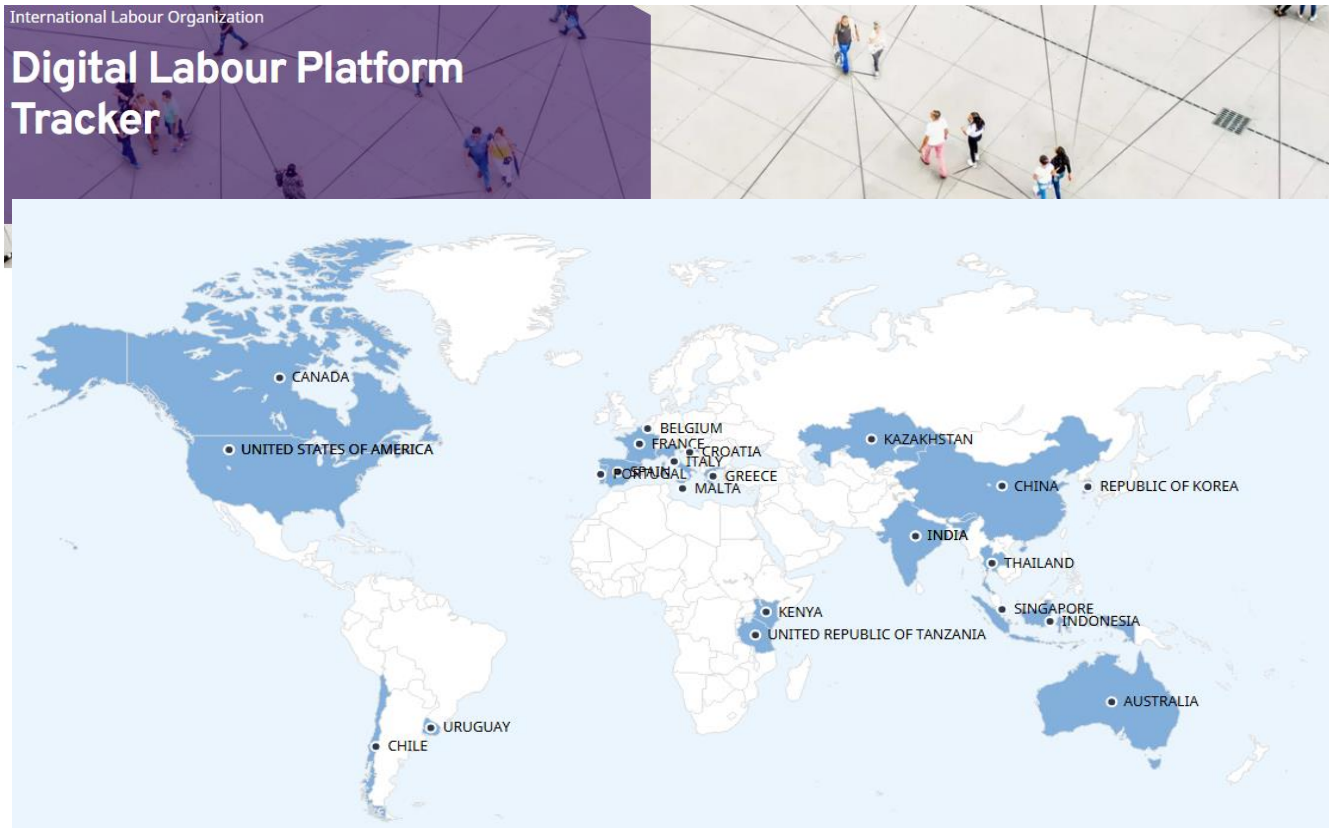 International Labour Organization
Digital Labour Platform
Tracker
CANADA
UNITED STATES OF AMERICA
BELGIUM
FRANCE
CROATIA
ITALY
SPAIN
PORTUGAL
GREECE
MALTA
KAZAKHSTAN
CHINA
REPUBLIC OF KOREA
INDIA
THAILAND
SINGAPORE
INDONESIA
KENYA
UNITED REPUBLIC OF TANZANIA
AUSTRALIA
URUGUAY
CHILE